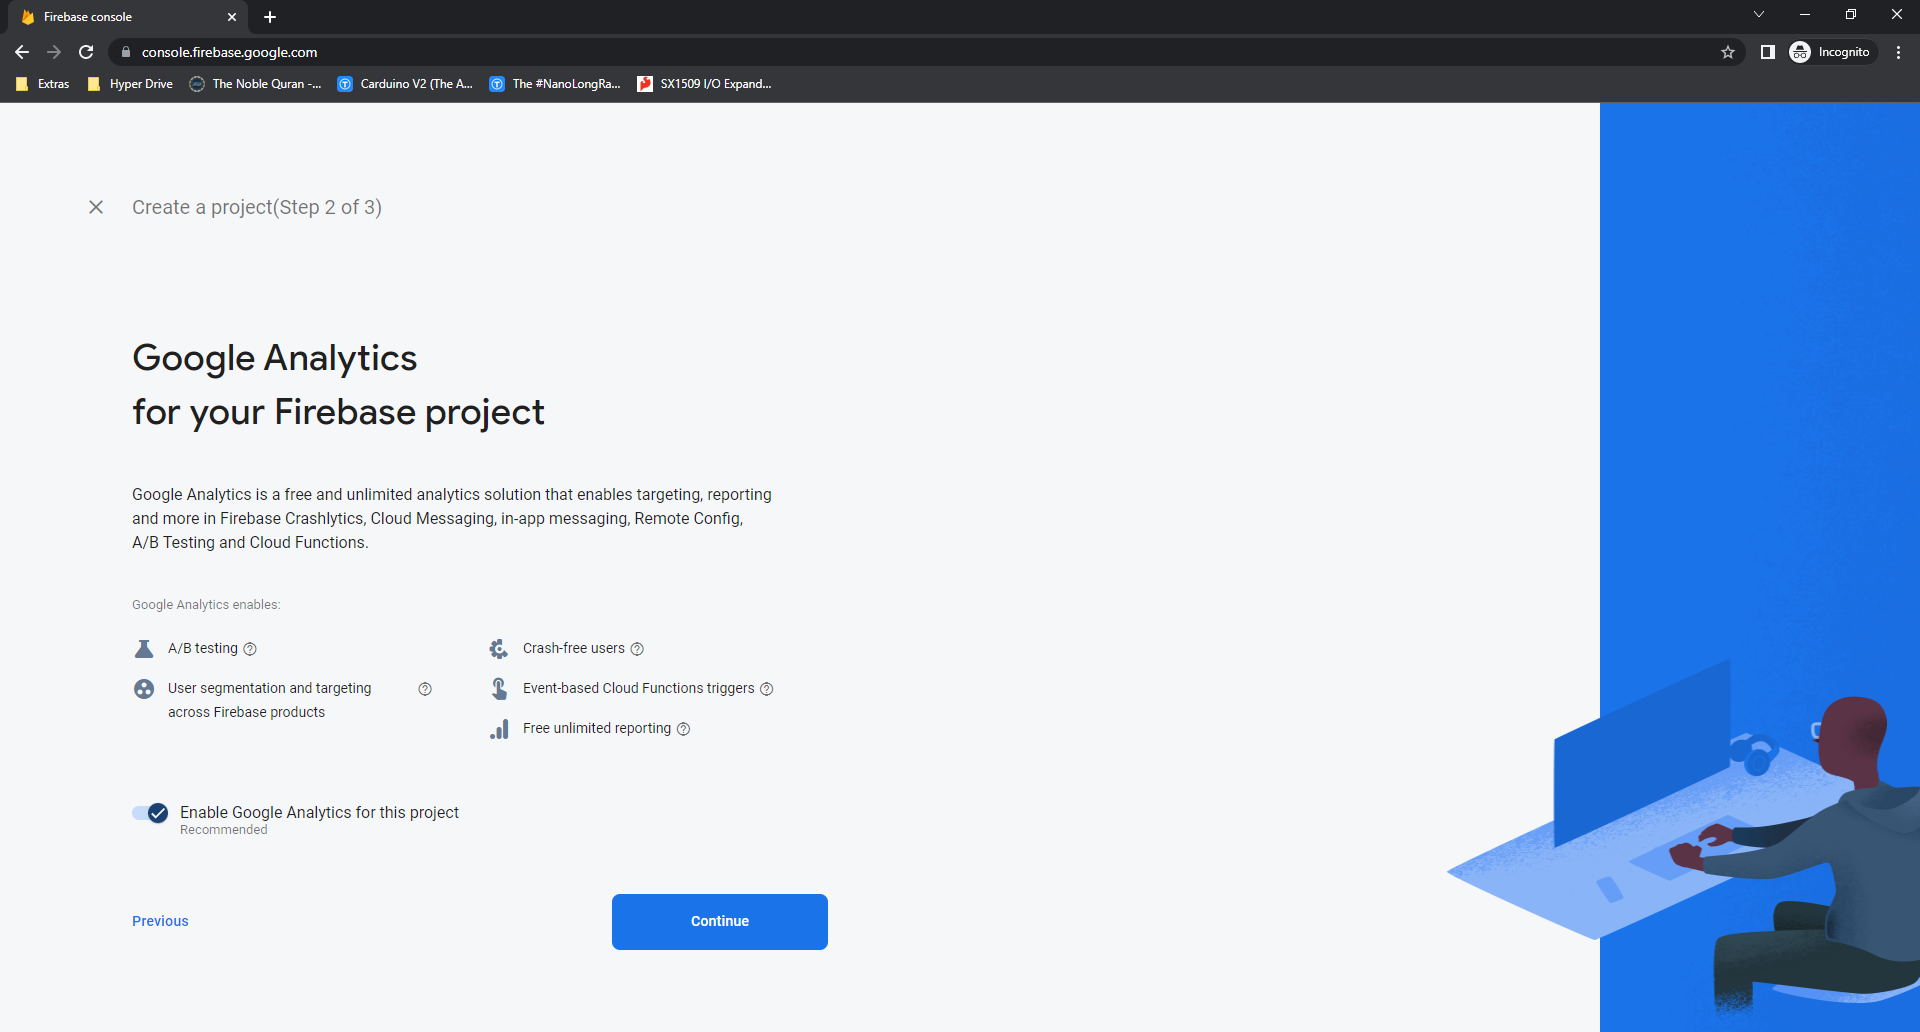 Firebase console
console.firebase.google.com
Incognito
Extras
Hyper Drive
The Noble Quran -...
Carduino V2 (The A...
The #NanoLongRa...
SX1509 I/O Expand...
Create a project(Step 2 of 3)
Google Analytics
for your Firebase project
Google Analytics is a free and unlimited analytics solution that enables targeting, reporting
and more in Firebase Crashlytics, Cloud Messaging, in-app messaging, Remote Config,
A/B Testing and Cloud Functions.
Google Analytics enables:
A/B testing
User segmentation and targeting
across Firebase products
Crash-free users
Event-based Cloud Functions triggers
Free unlimited reporting
Enable Google Analytics for this project
Recommended
Previous
Continue